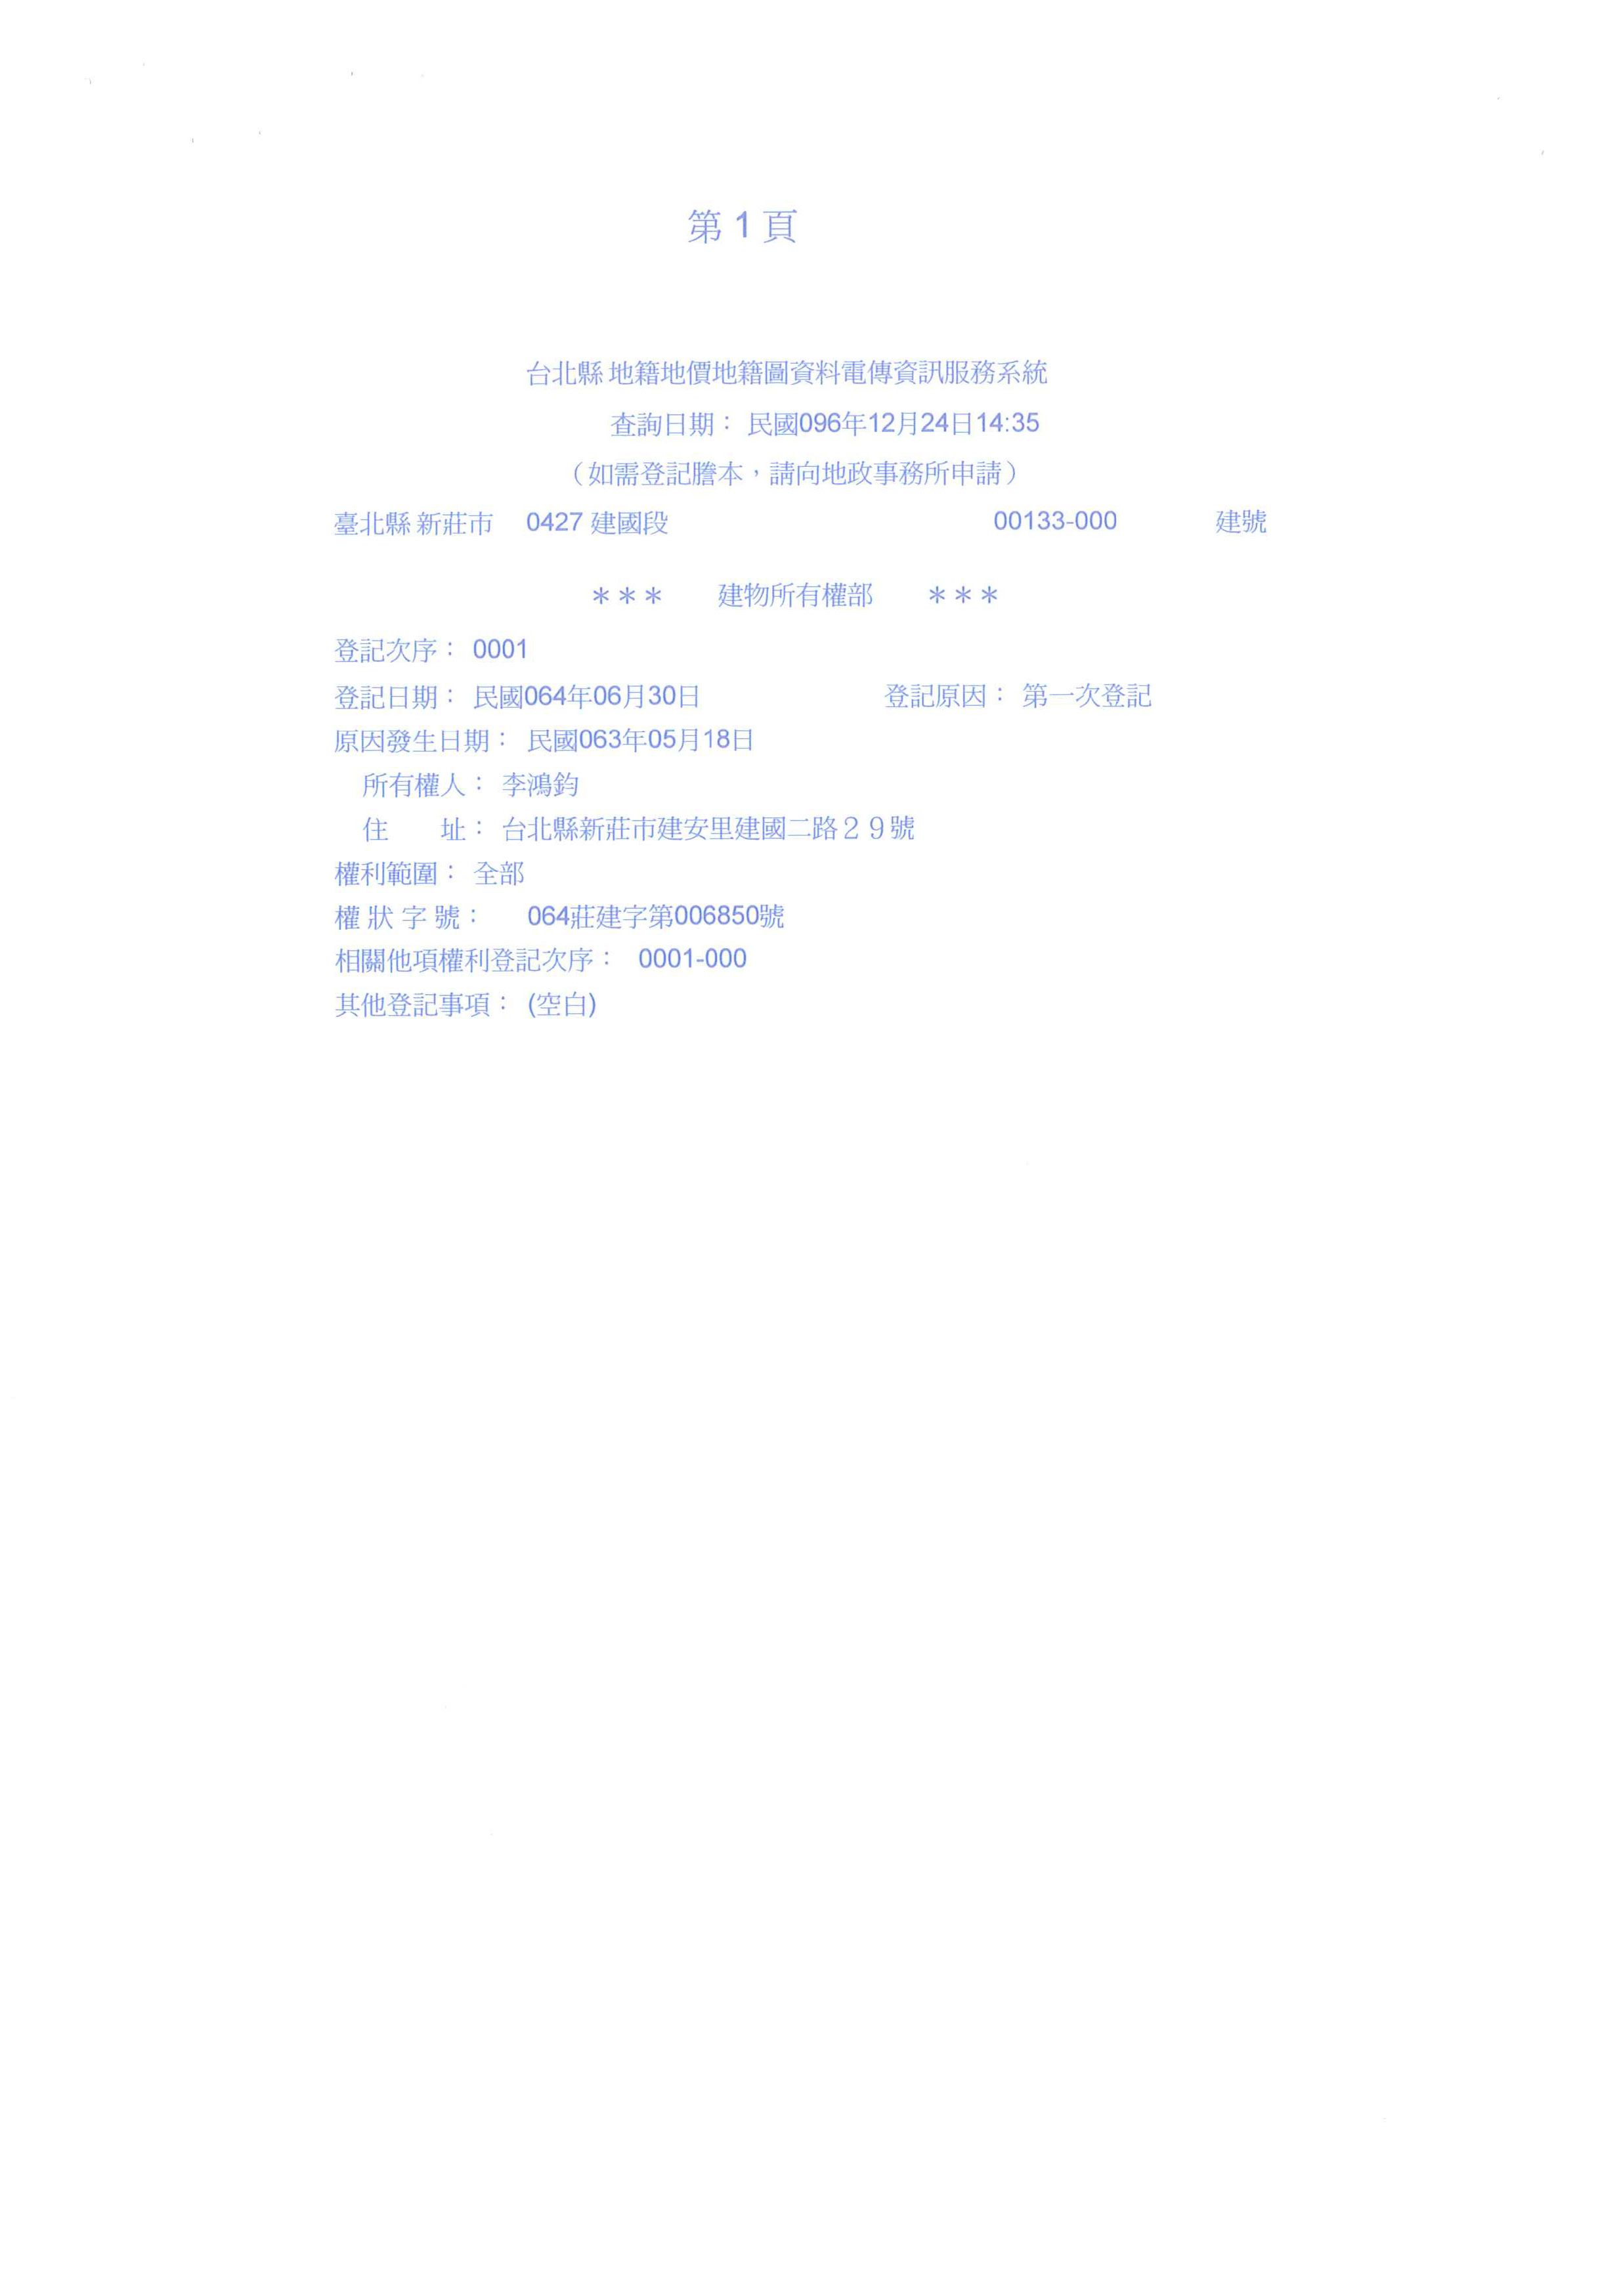 第 1 頁
台北縣 地籍地價地籍圖資料電傳資訊服務系統
查詢日期： 民國096年12月24日14:35
（如需登記謄本，請向地政事務所申請）
臺北縣 新莊市 0427 建國段 00133-000 建號
＊＊＊ 建物所有權部 ＊＊＊
登記次序： 0001
登記日期： 民國064年06月30日 登記原因： 第一次登記
原因發生日期： 民國063年05月18日
所有權人： 李鴻鈞
住 址： 台北縣新莊市建安里建國二路２９號
權利範圍： 全部
權 狀 字 號： 064莊建字第006850號
相關他項權利登記次序： 0001-000
其他登記事項： (空白)